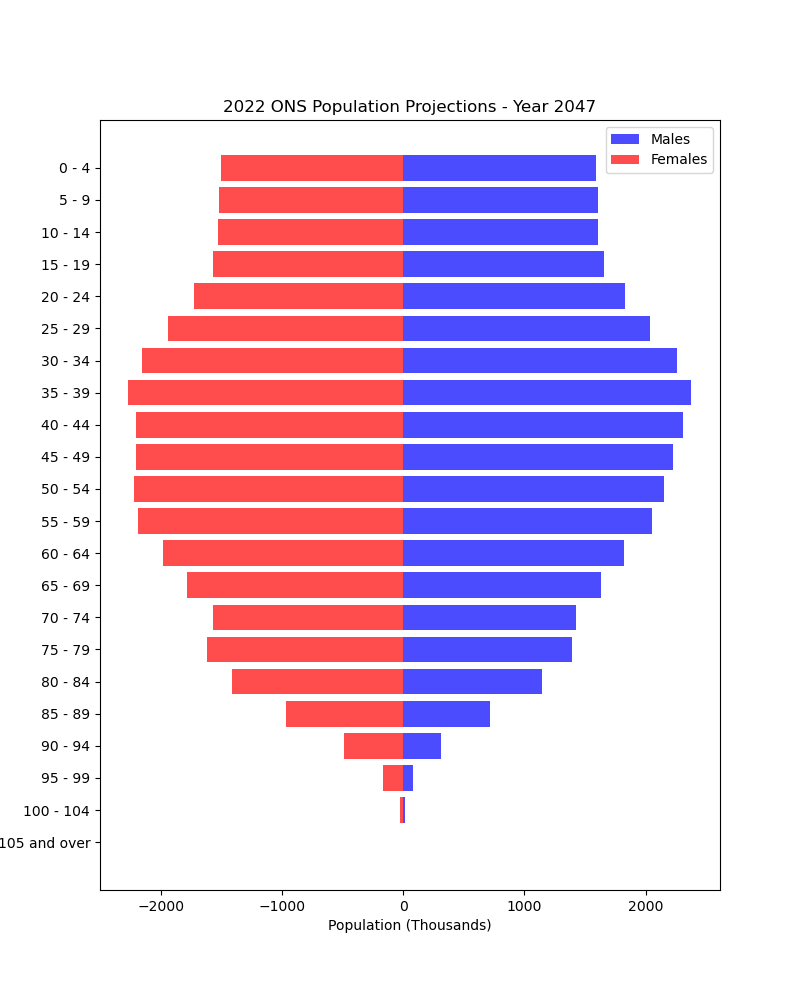 2022 ONS Population Projections - Year 2047
Males
Females
0 - 4
5 - 9
10 - 14
15 - 19
20 - 24
25 - 29
30 - 34
35 - 39
40 - 44
45 - 49
50 - 54
55 - 59
60 - 64
65 - 69
70 - 74
75 - 79
80 - 84
85 - 89
90 - 94
95 - 99
100 - 104
105 and over
−2000 −1000 0 1000 2000
Population (Thousands)